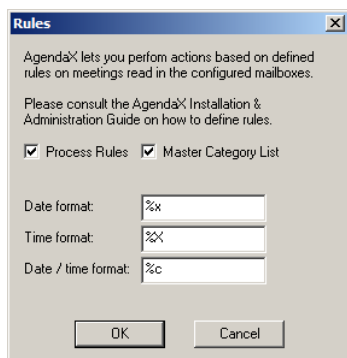 Rules
AgendaX lets you perfom actions based on defined
rules on meetings read in the configured mailboxes.
Please consult the AgendaX Installation &
Administration Guide on how to define rules.
Process Rules Master Category List
Date format: %x
Time format: %X
Date / time format: %c
OK Cancel